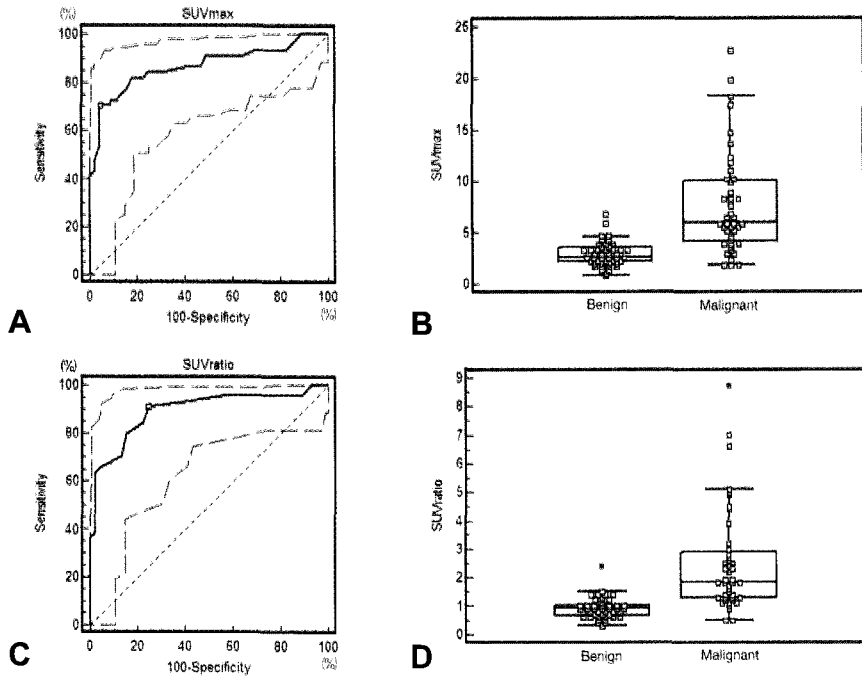 (%)
SUVmax
100
80
60
40
20
0
Sensitivity
0 20 40 60 80 100
100-Specificity
(%)
A
25
20
15
10
5
0
SUVmax
Benign Malignant
B
(%)
SUVratio
100
80
60
40
20
0
Sensitivity
0 20 40 60 80 100
100-Specificity
(%)
C
9
8
7
6
5
4
3
2
1
0
SUVratio
Benign Malignant
D